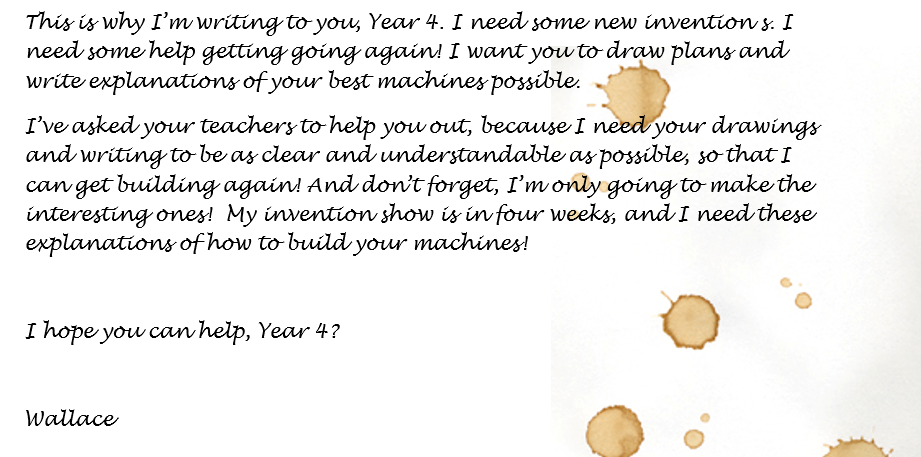 This is why I'm writing to you, Year 4. I need some new invention s. I
need some help getting going again! I want you to draw plans and
write explanations of your best machines possible.
I've asked your teachers to help you out, because I need your drawings
and writing to be as clear and understandable as possible, so that I
can get building again! And don't forget, I'm only going to make the
interesting ones! My invention show is in four weeks, and I need these
explanations of how to build your machines!
I hope you can help, Year 4?
Wallace